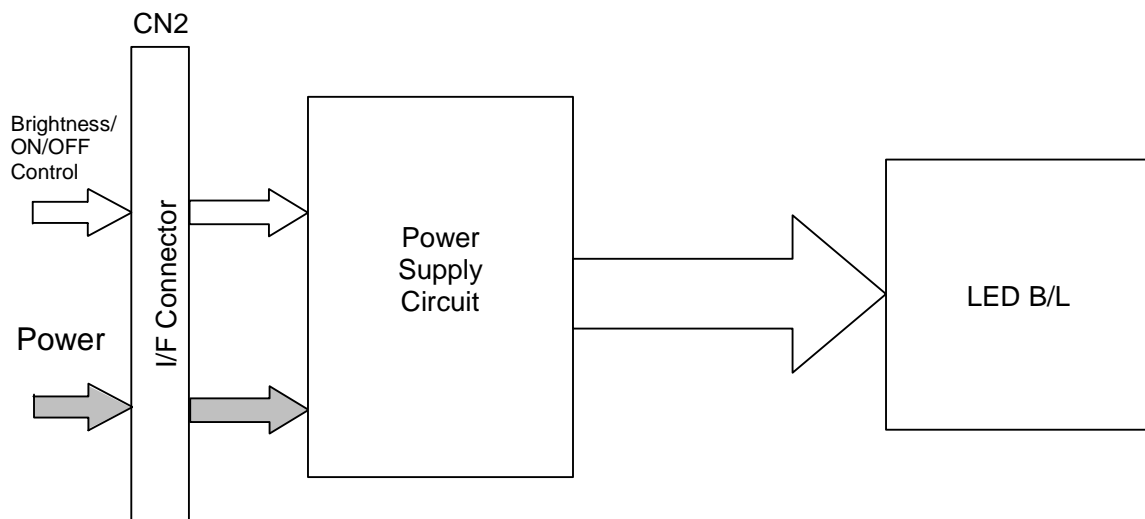 CN2
Brightness/
ON/OFF
Control
Power
I/F Connector
Power
Supply
Circuit
LED B/L